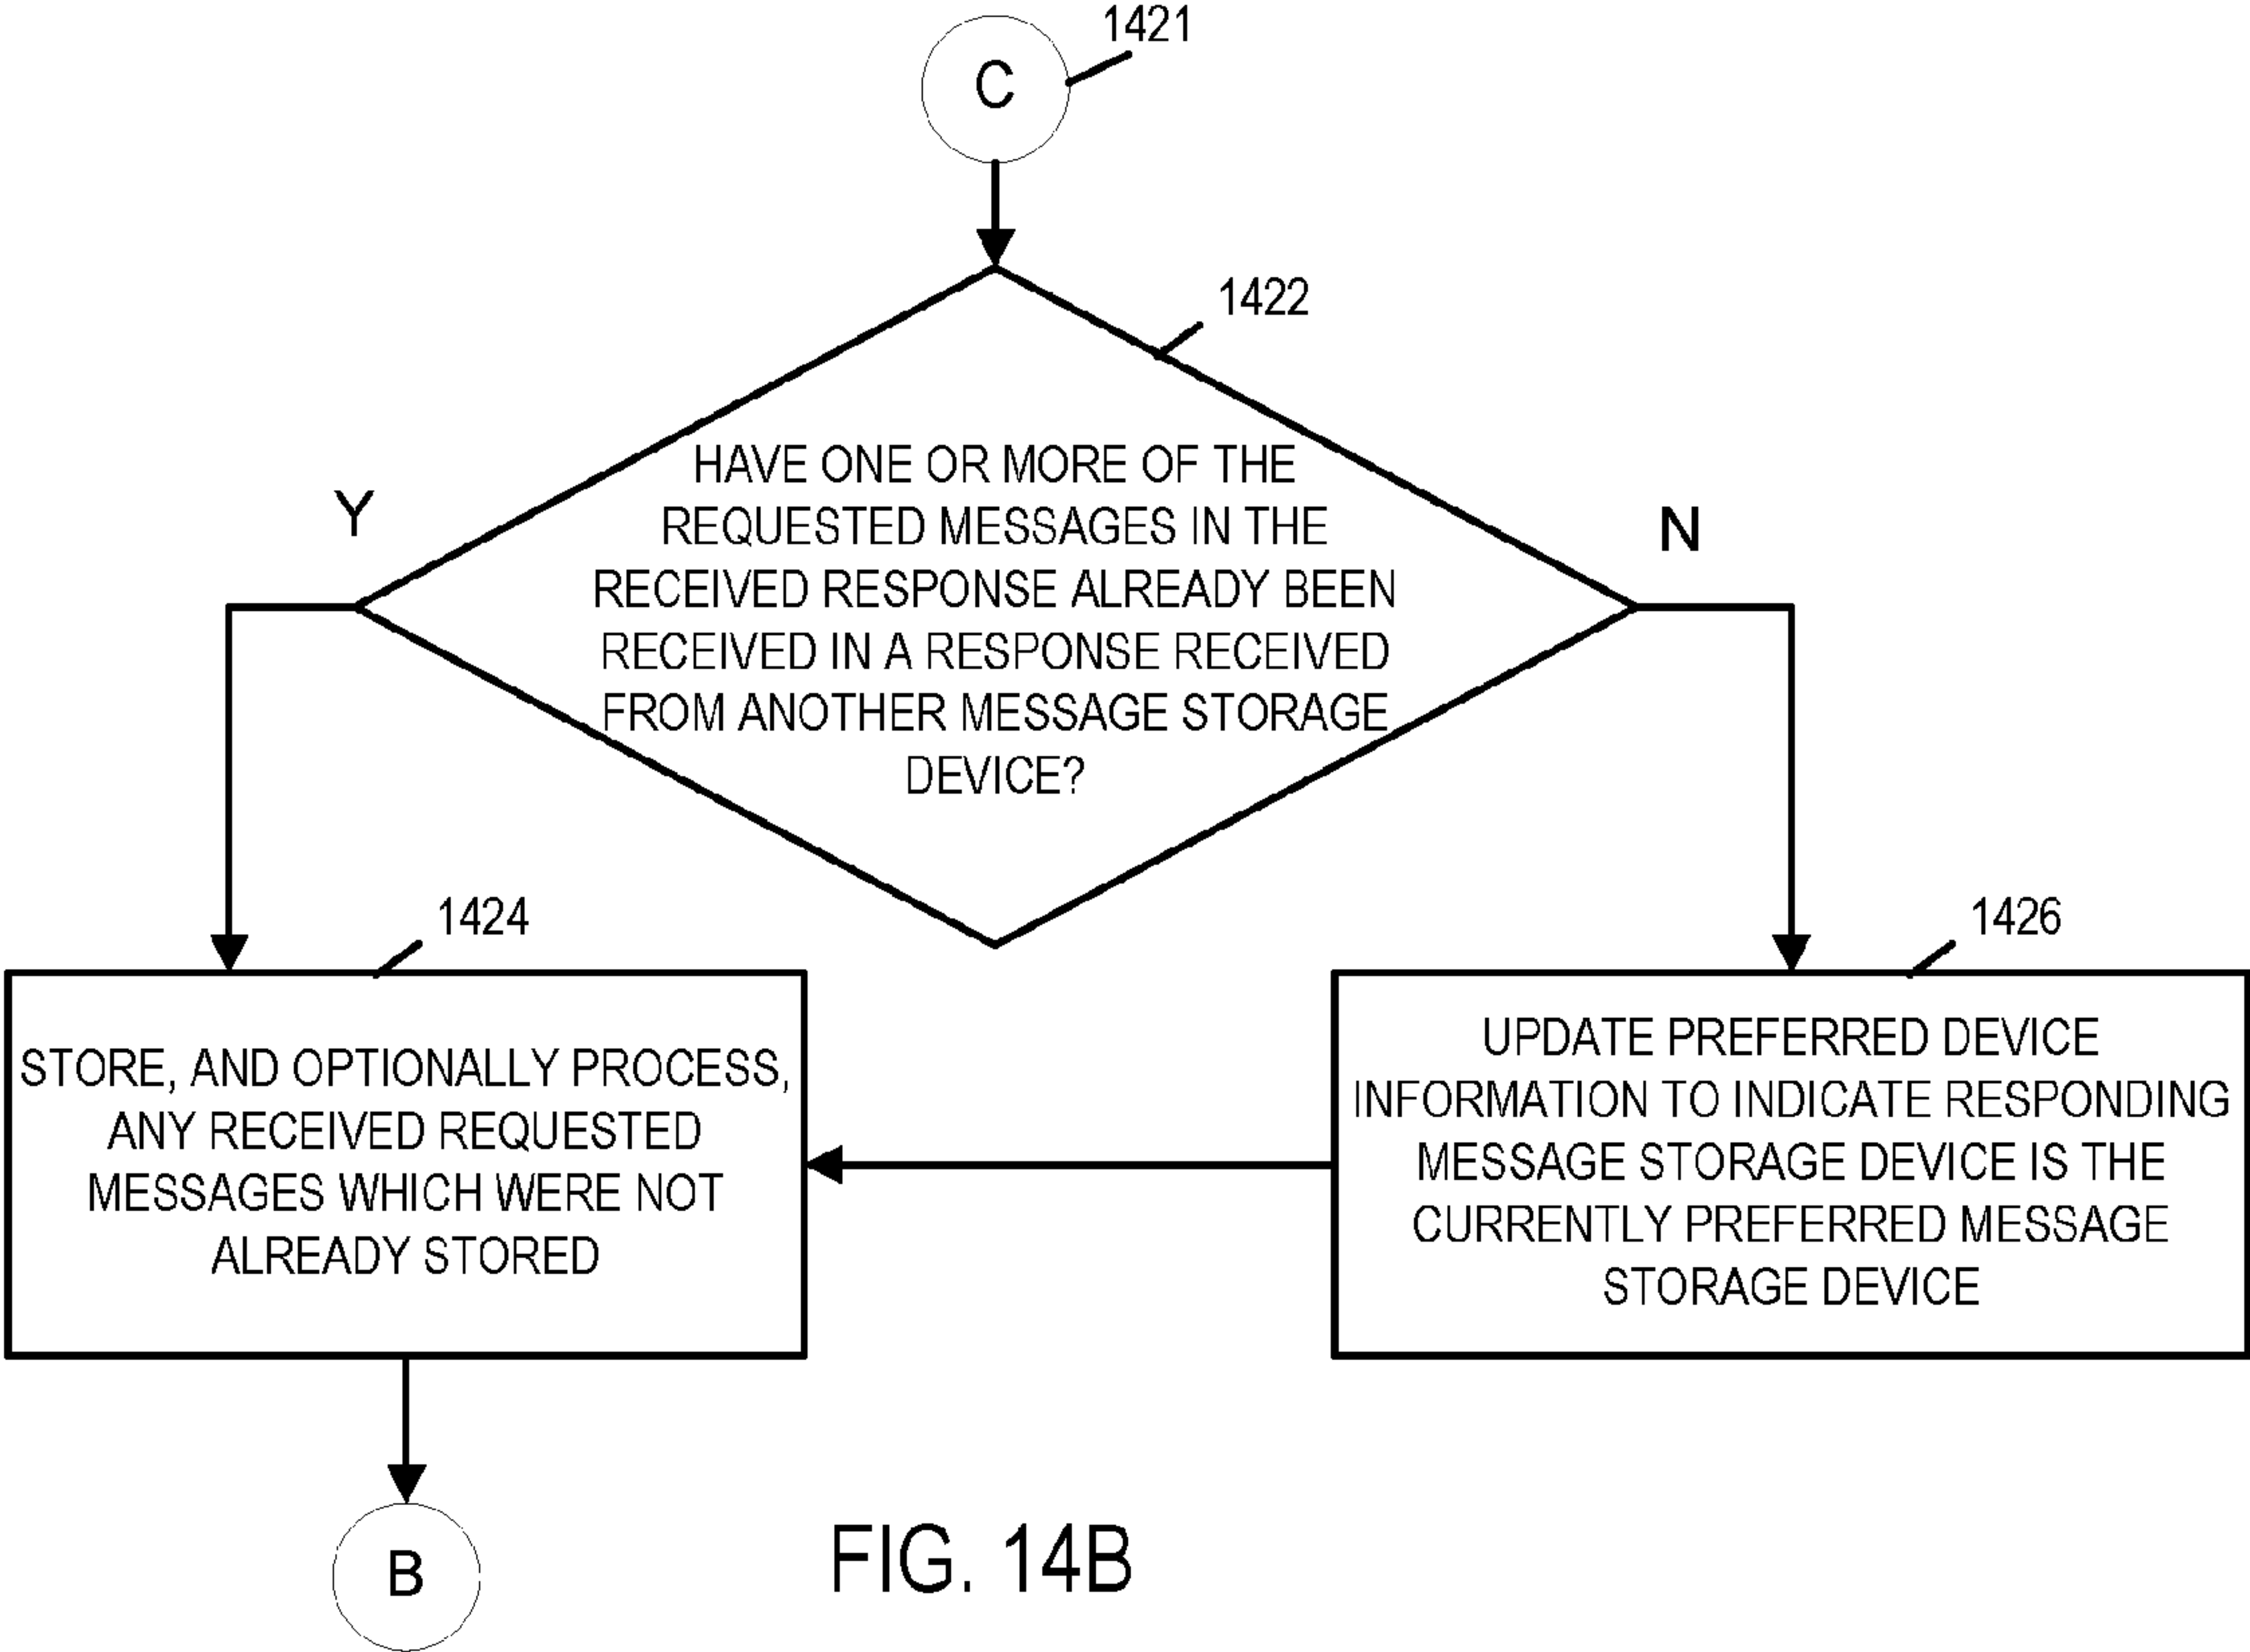 C
1421
1422
HAVE ONE OR MORE OF THE
REQUESTED MESSAGES IN THE
RECEIVED RESPONSE ALREADY BEEN
RECEIVED IN A RESPONSE RECEIVED
FROM ANOTHER MESSAGE STORAGE
DEVICE?
Y
N
1424
STORE, AND OPTIONALLY PROCESS,
ANY RECEIVED REQUESTED
MESSAGES WHICH WERE NOT
ALREADY STORED
1426
UPDATE PREFERRED DEVICE
INFORMATION TO INDICATE RESPONDING
MESSAGE STORAGE DEVICE IS THE
CURRENTLY PREFERRED MESSAGE
STORAGE DEVICE
B
FIG. 14B